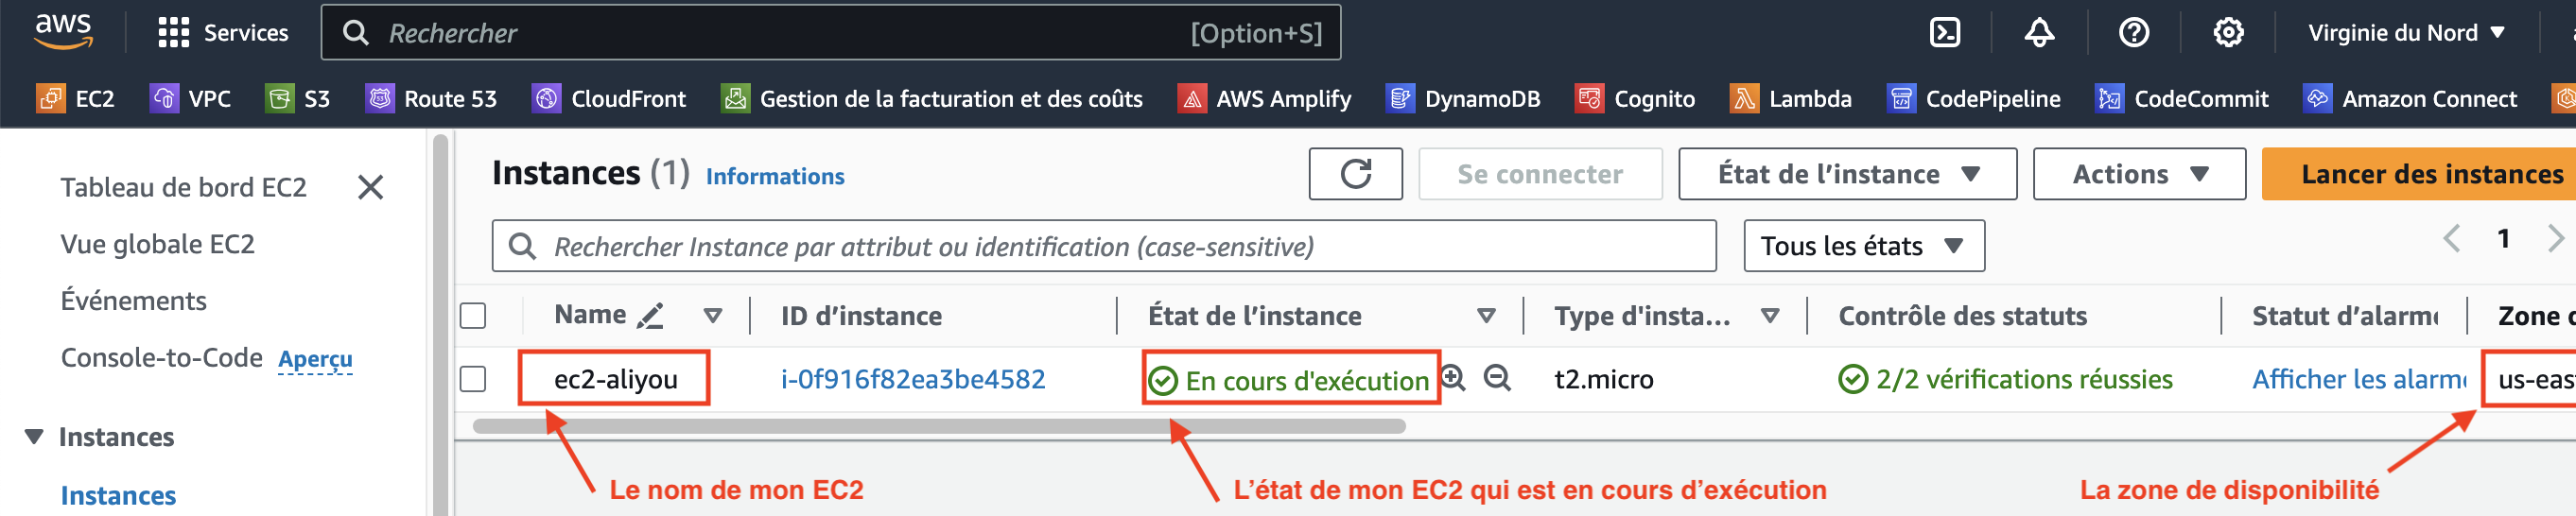 aws Services Rechercher [Option+S] Virginie du Nord
EC2 VPC S3 Route 53 CloudFront Gestion de la facturation et des coûts AWS Amplify DynamoDB Cognito Lambda CodePipeline CodeCommit Amazon Connect
Tableau de bord EC2
Vue globale EC2
Événements
Console-to-Code Aperçu
Instances
Instances
Instances (1) Informations Se connecter État de l’instance Actions Lancer des instances
Rechercher Instance par attribut ou identification (case-sensitive) Tous les états 1
Name ID d’instance État de l’instance Type d'insta... Contrôle des statuts Statut d’alarme Zone
ec2-aliyou i-0f916f82ea3be4582 En cours d'exécution t2.micro 2/2 vérifications réussies Afficher les us-eas
Le nom de mon EC2 L’état de mon EC2 qui est en cours d’exécution La zone de disponibilité